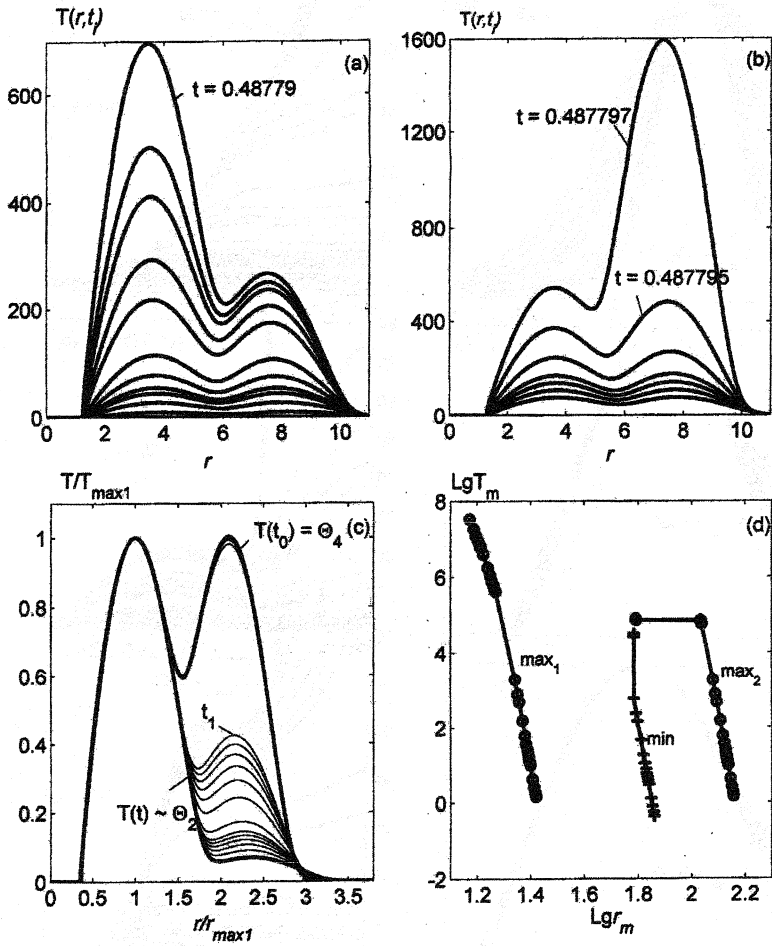 T(r,t)
(a)
t = 0.48779
600
400
200
0
0 2 4 6 8 10
r
T(r,t)
(b)
1600
t = 0.487797
1200
800
t = 0.487795
400
0
2 4 6 8 10
r
T/Tmax1
(c)
T(t0) = Θ4
1
0.8
0.6
t1
0.4
0.2
T(t) ~ Θ2
0
0 0.5 1 1.5 2 2.5 3 3.5
r/rmax1
LgTm
(d)
8
6
4
max1
max2
2
min
0
-2
1.2 1.4 1.6 1.8 2 2.2
Lgrm